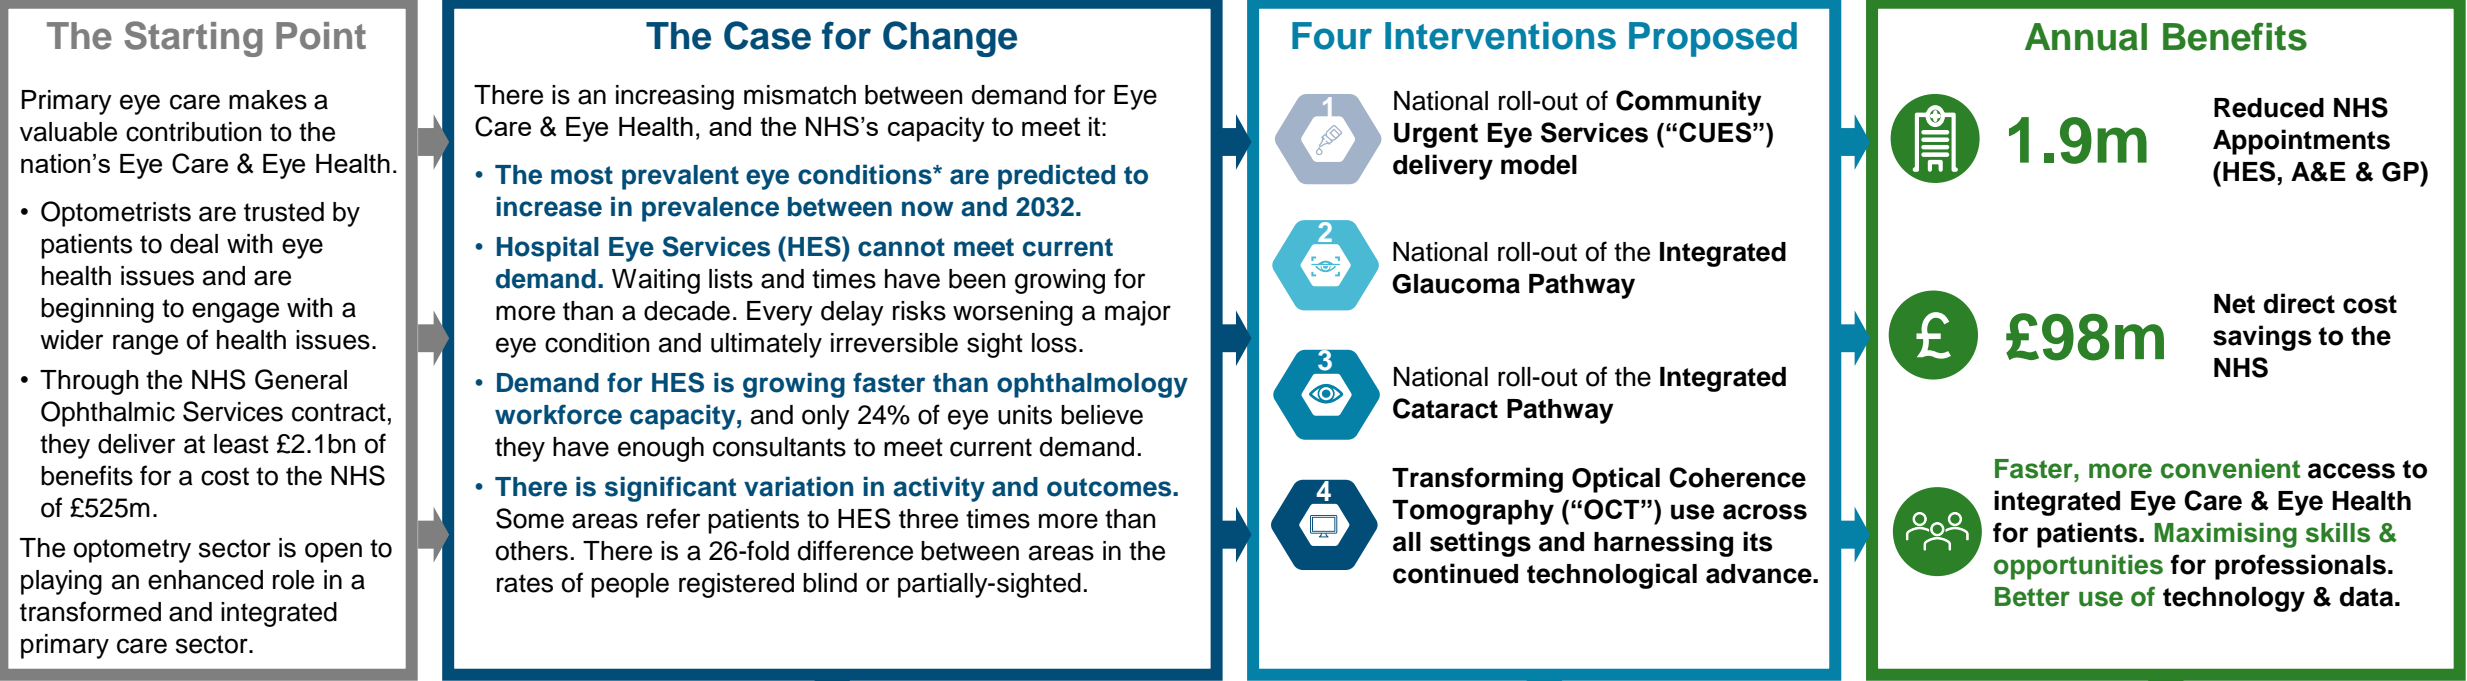 The Starting Point
Primary eye care makes a
valuable contribution to the
nation’s Eye Care & Eye Health.
• Optometrists are trusted by
patients to deal with eye
health issues and are
beginning to engage with a
wider range of health issues.
• Through the NHS General
Ophthalmic Services contract,
they deliver at least £2.1bn of
benefits for a cost to the NHS
of £525m.
The optometry sector is open to
playing an enhanced role in a
transformed and integrated
primary care sector.
The Case for Change
There is an increasing mismatch between demand for Eye
Care & Eye Health, and the NHS’s capacity to meet it:
• The most prevalent eye conditions* are predicted to
increase in prevalence between now and 2032.
• Hospital Eye Services (HES) cannot meet current
demand. Waiting lists and times have been growing for
more than a decade. Every delay risks worsening a major
eye condition and ultimately irreversible sight loss.
• Demand for HES is growing faster than ophthalmology
workforce capacity, and only 24% of eye units believe
they have enough consultants to meet current demand.
• There is significant variation in activity and outcomes.
Some areas refer patients to HES three times more than
others. There is a 26-fold difference between areas in the
rates of people registered blind or partially-sighted.
Four Interventions Proposed
1
National roll-out of Community
Urgent Eye Services (“CUES”)
delivery model
2
National roll-out of the Integrated
Glaucoma Pathway
3
National roll-out of the Integrated
Cataract Pathway
4
Transforming Optical Coherence
Tomography (“OCT”) use across
all settings and harnessing its
continued technological advance.
Annual Benefits
1.9m
Reduced NHS
Appointments
(HES, A&E & GP)
£
£98m
Net direct cost
savings to the
NHS
Faster, more convenient access to
integrated Eye Care & Eye Health
for patients. Maximising skills &
opportunities for professionals.
Better use of technology & data.